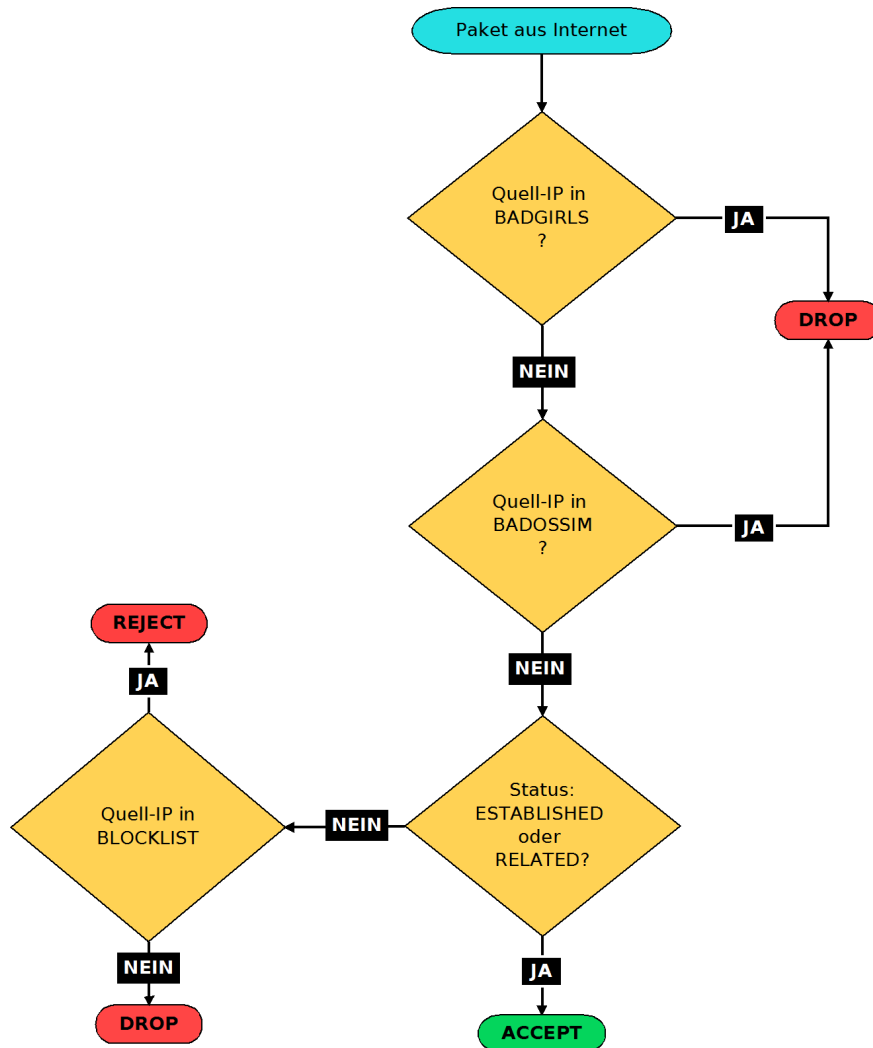 Paket aus Internet
Quell-IP in
BADGIRLS
?
JA
DROP
NEIN
Quell-IP in
BADOSSIM
?
JA
NEIN
REJECT
JA
Quell-IP in
BLOCKLIST
NEIN
Status:
ESTABLISHED
oder
RELATED?
NEIN
DROP
JA
ACCEPT